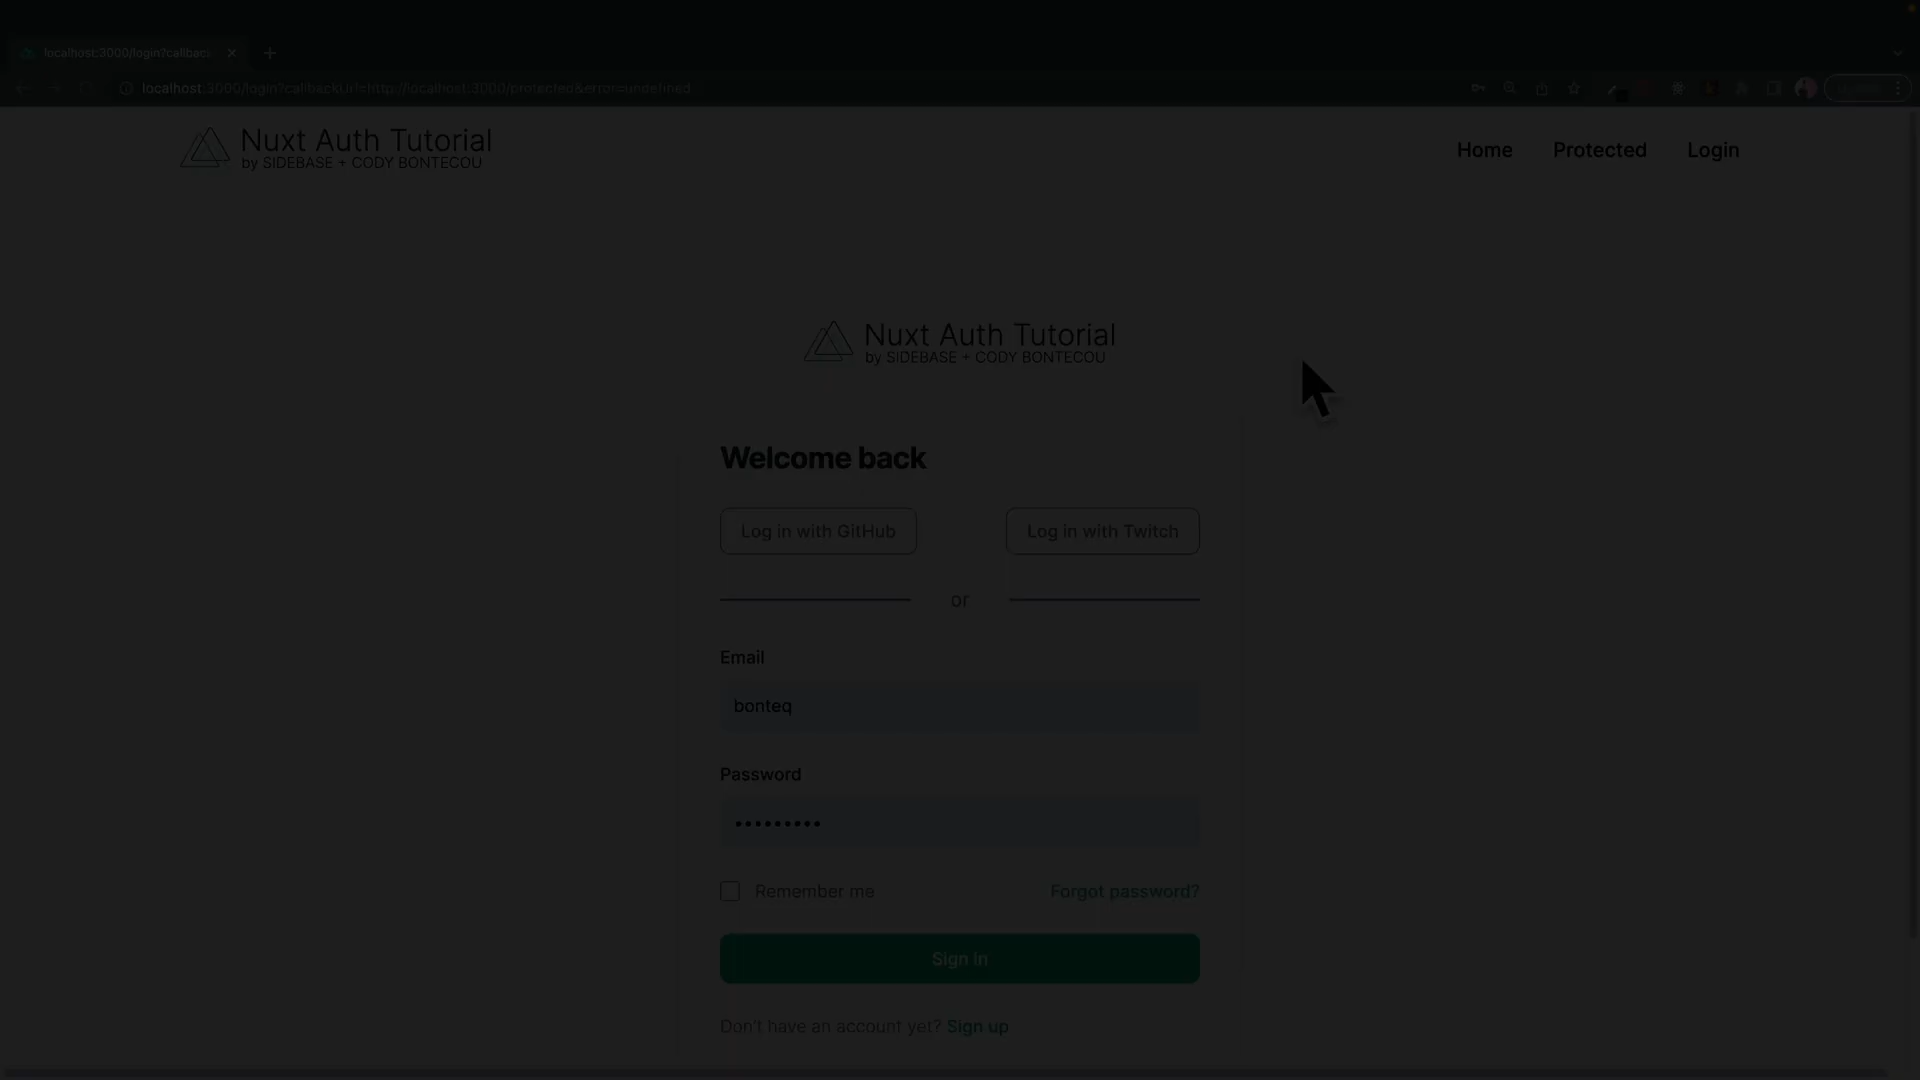 localhost:3000/login?callbac
localhost:3000/login?callbackUrl=http://localhost:3000/protected&error=undefined
Nuxt Auth Tutorial
by SIDEBASE + CODY BONTECOU
Home
Protected
Login
Nuxt Auth Tutorial
by SIDEBASE + CODY BONTECOU
Welcome back
Log in with GitHub
Log in with Twitch
or
Email
bonteq
Password
•••••••••
Remember me
Forgot password?
Sign in
Don't have an account yet? Sign up